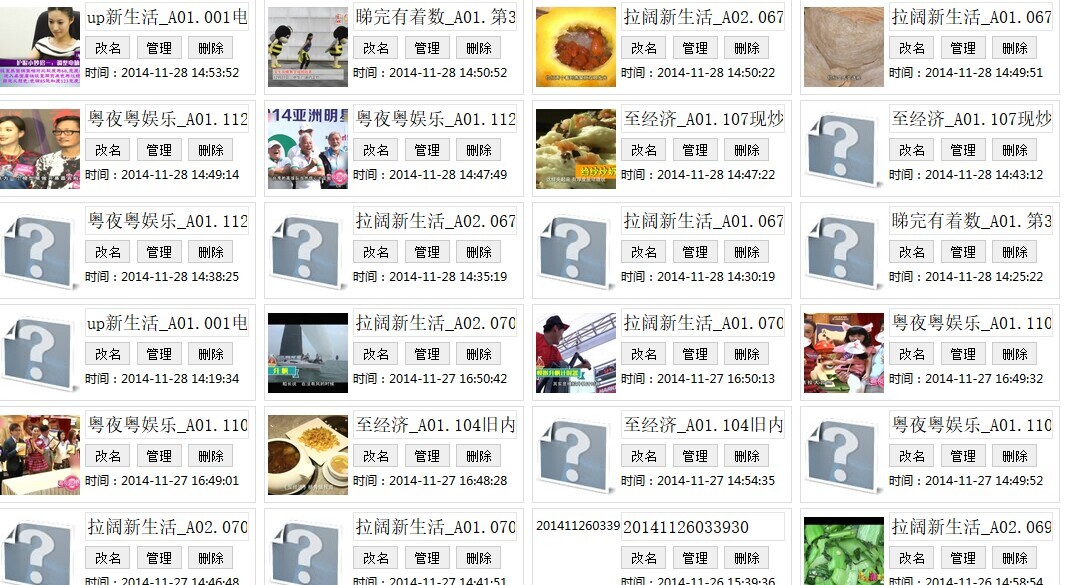 up新生活_A01.001电
改名 管理 删除
时间：2014-11-28 14:53:52
睇完有着数_A01.第3
改名 管理 删除
时间：2014-11-28 14:50:52
拉阔新生活_A02.067
改名 管理 删除
时间：2014-11-28 14:50:22
拉阔新生活_A01.067
改名 管理 删除
时间：2014-11-28 14:49:51
粤夜粤娱乐_A01.112
改名 管理 删除
时间：2014-11-28 14:49:14
14亚洲明星
粤夜粤娱乐_A01.112
改名 管理 删除
时间：2014-11-28 14:47:49
至经济_A01.107现炒
改名 管理 删除
时间：2014-11-28 14:47:22
至经济_A01.107现炒
改名 管理 删除
时间：2014-11-28 14:43:12
粤夜粤娱乐_A01.112
改名 管理 删除
时间：2014-11-28 14:38:25
拉阔新生活_A02.067
改名 管理 删除
时间：2014-11-28 14:35:19
拉阔新生活_A01.067
改名 管理 删除
时间：2014-11-28 14:30:19
睇完有着数_A01.第3
改名 管理 删除
时间：2014-11-28 14:25:22
up新生活_A01.001电
改名 管理 删除
时间：2014-11-28 14:19:34
升帆
拉阔新生活_A02.070
改名 管理 删除
时间：2014-11-27 16:50:42
拉阔新生活_A01.070
改名 管理 删除
时间：2014-11-27 16:50:13
粤夜粤娱乐_A01.110
改名 管理 删除
时间：2014-11-27 16:49:32
粤夜粤娱乐_A01.110
改名 管理 删除
时间：2014-11-27 16:49:01
至经济_A01.104旧内
改名 管理 删除
时间：2014-11-27 16:48:28
至经济_A01.104旧内
改名 管理 删除
时间：2014-11-27 14:54:35
粤夜粤娱乐_A01.110
改名 管理 删除
时间：2014-11-27 14:49:52
拉阔新生活_A02.070
改名 管理 删除
时间：2014-11-27 14:46:48
拉阔新生活_A01.070
改名 管理 删除
时间：2014-11-27 14:41:51
201411260339
20141126033930
改名 管理 删除
时间：2014-11-26 15:39:36
拉阔新生活_A02.069
改名 管理 删除
时间：2014-11-26 14:58:54